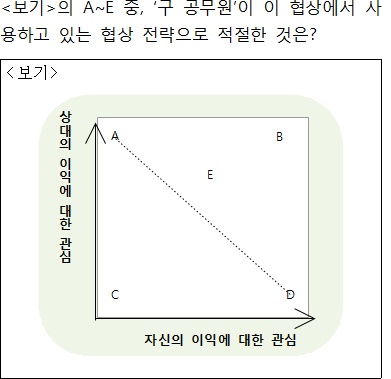 <보기>의 A~E 중, ‘구 공무원’이 이 협상에서 사
용하고 있는 협상 전략으로 적절한 것은?
<보기>
상대의 이익에 대한 관심
A
B
E
C
D
자신의 이익에 대한 관심